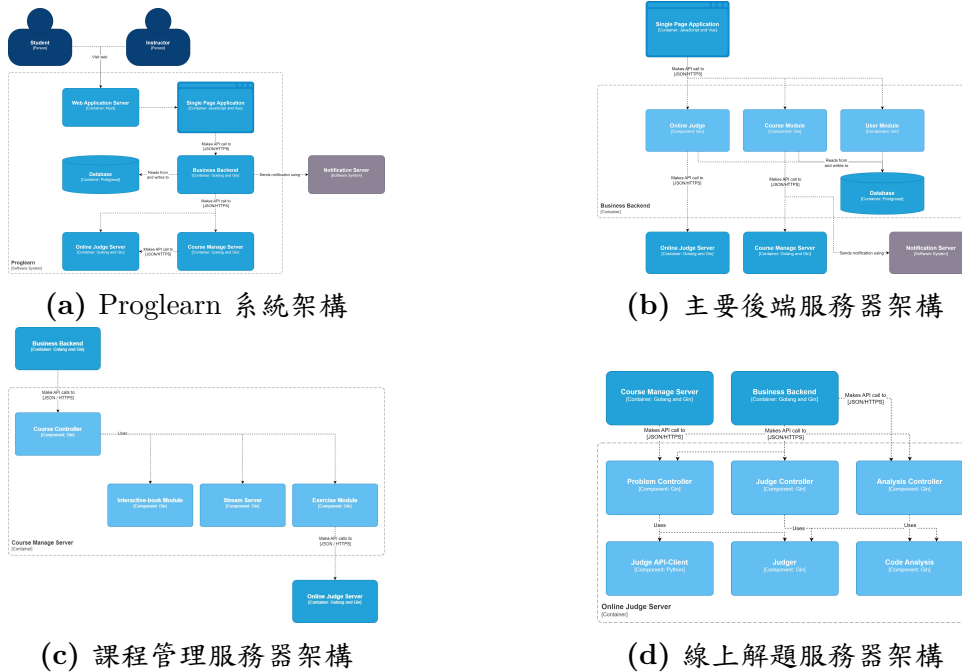 Student
[Person]
Instructor
[Person]
Visit web
Web Application Server
[Container: Nuxt]
Single Page Application
[Container: JavaScript and Vue]
Makes API call to
[JSON/HTTPS]
Database
[Container: Postgresql]
Reads from
and writes to
Business Backend
[Container: Golang and Gin]
Sends notification using
Notification Server
[Software System]
Makes API call to
[JSON/HTTPS]
Online Judge Server
[Container: Golang and Gin]
Makes API call to
[JSON/HTTPS]
Course Manage Server
[Container: Golang and Gin]
Proglearn
[Software System]
(a) Proglearn 系統架構
Single Page Application
[Container: JavaScript and Vue]
Makes API call to
[JSON/HTTPS]
Online Judge
[Component: Gin]
Course Module
[Component: Gin]
User Module
[Component: Gin]
Reads from
and writes to
Makes API call to
[JSON/HTTPS]
Makes API call to
[JSON/HTTPS]
Database
[Container: Postgresql]
Business Backend
[Container]
Online Judge Server
[Container: Golang and Gin]
Course Manage Server
[Container: Golang and Gin]
Sends notification using
Notification Server
[Software System]
(b) 主要後端服務器架構
Business Backend
[Container: Golang and Gin]
Make API calls to
[JSON / HTTPS]
Course Controller
[Component: Gin]
Uses
Interactive-book Module
[Component: Gin]
Stream Server
[Component: Gin]
Exercise Module
[Component: Gin]
Make API calls to
[JSON / HTTPS]
Course Manage Server
[Container]
Online Judge Server
[Container: Golang and Gin]
(c) 課程管理服務器架構
Course Manage Server
[Container: Golang and Gin]
Business Backend
[Container: Golang and Gin]
Makes API call to
[JSON/HTTPS]
Makes API call to
[JSON/HTTPS]
Makes API call to
[JSON/HTTPS]
Problem Controller
[Component: Gin]
Judge Controller
[Component: Gin]
Analysis Controller
[Component: Gin]
Uses
Uses
Uses
Judge API-Client
[Component: Python]
Judger
[Component: Gin]
Code Analysis
[Component: Gin]
Online Judge Server
[Container]
(d) 線上解題服務器架構